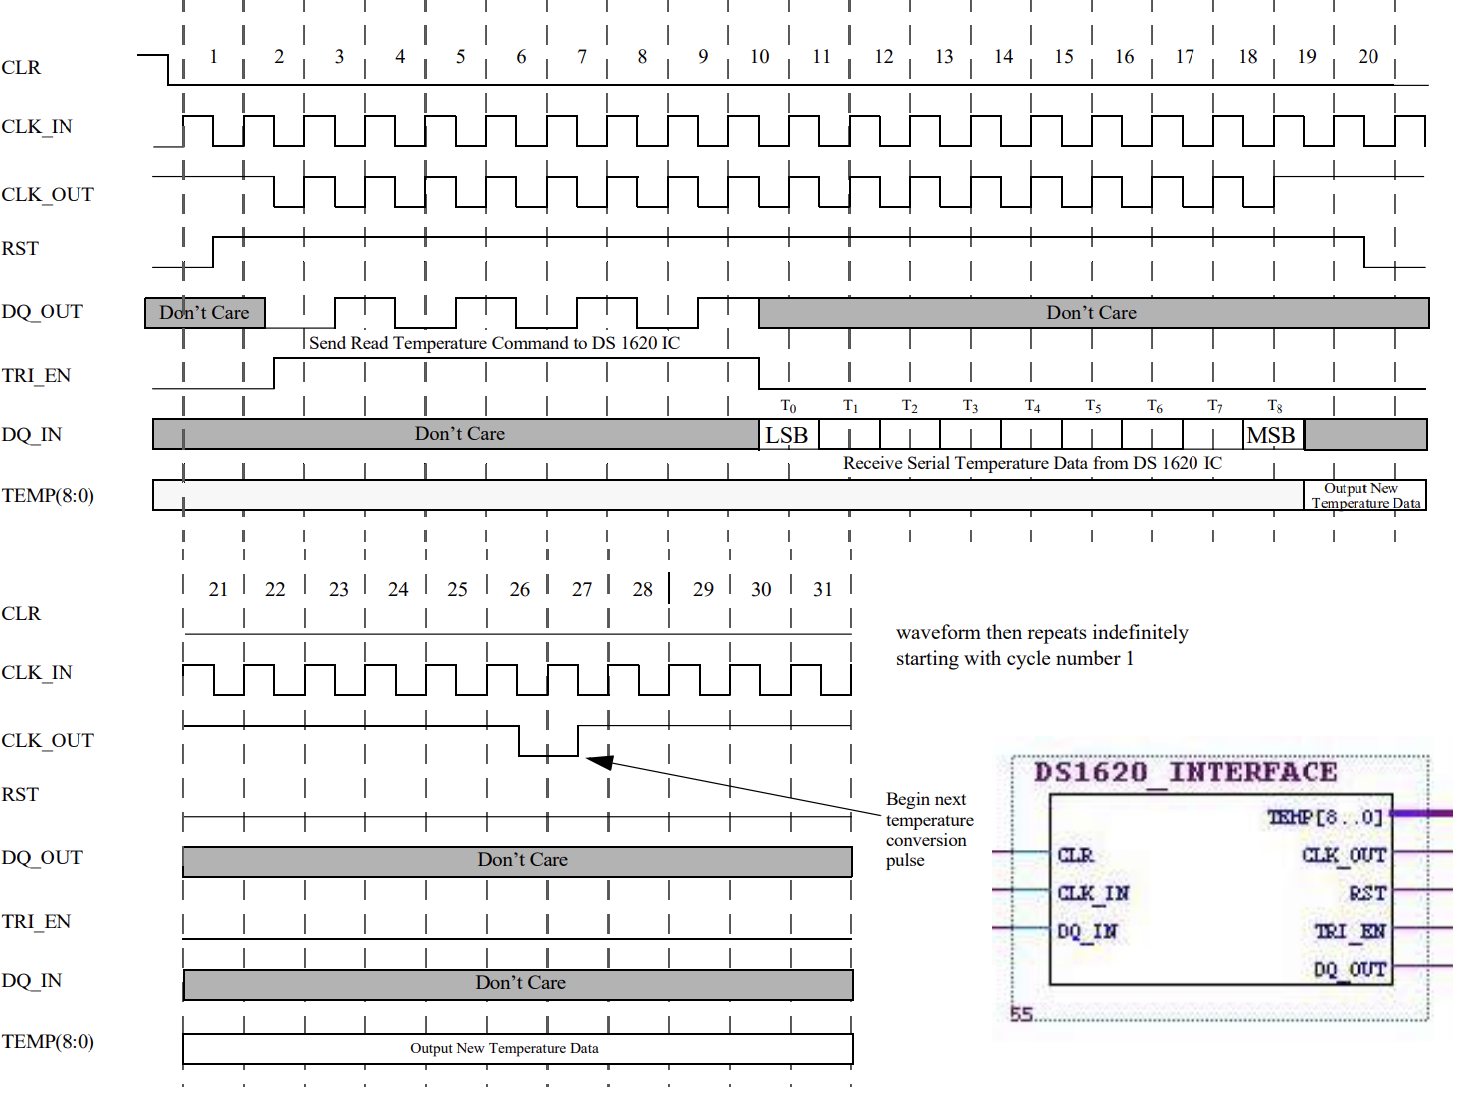 1 2 3 4 5 6 7 8 9 10 11 12 13 14 15 16 17 18 19 20
CLR
CLK_IN
CLK_OUT
RST
DQ_OUT Don't Care Don't Care
Send Read Temperature Command to DS 1620 IC
TRI_EN
T0 T1 T2 T3 T4 T5 T6 T7 T8
DQ_IN Don't Care LSB MSB
Receive Serial Temperature Data from DS 1620 IC
TEMP(8:0) Output New
Temperature Data
21 22 23 24 25 26 27 28 29 30 31
CLR
CLK_IN
CLK_OUT
RST
DQ_OUT Don't Care
TRI_EN
DQ_IN Don't Care
TEMP(8:0) Output New Temperature Data
waveform then repeats indefinitely
starting with cycle number 1
Begin next
temperature
conversion
pulse
DS1620_INTERFACE
TEMP[8..0]
CLR CLK_OUT
CLK_IN RST
DQ_IN TRI_EN
DQ_OUT
55